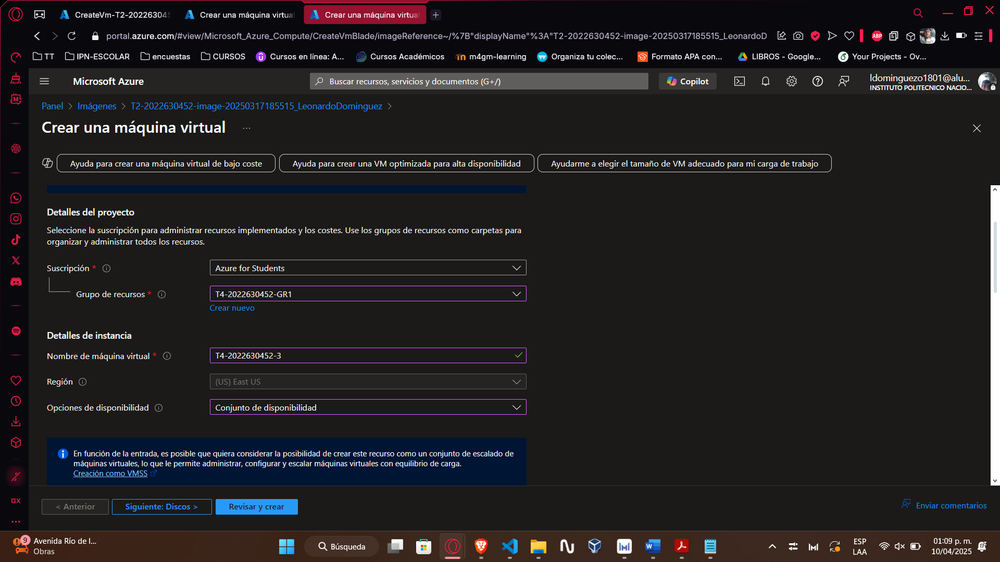 CreateVm-T2-202263045
Crear una máquina virtual
Crear una máquina virtual
portal.azure.com/#view/Microsoft_Azure_Compute/CreateVmBlade/imageReference~/%7B"displayName"%3A"T2-2022630452-image-20250317185515_LeonardoD
ABP
TT
IPN-ESCOLAR
encuestas
CURSOS
Cursos en línea: A...
Cursos Académicos
m4gm-learning
Organiza tu colec...
Formato APA con...
LIBROS - Google...
Your Projects - Ov...
Microsoft Azure
Buscar recursos, servicios y documentos (G+/)
Copilot
ldominguezo1801@alu...
INSTITUTO POLITECNICO NACIO...
Panel > Imágenes > T2-2022630452-image-20250317185515_LeonardoDominguez >
Crear una máquina virtual ...
Ayuda para crear una máquina virtual de bajo coste
Ayuda para crear una VM optimizada para alta disponibilidad
Ayudarme a elegir el tamaño de VM adecuado para mi carga de trabajo
Detalles del proyecto
Seleccione la suscripción para administrar recursos implementados y los costes. Use los grupos de recursos como carpetas para
organizar y administrar todos los recursos.
Suscripción *
Azure for Students
Grupo de recursos *
T4-2022630452-GR1
Crear nuevo
Detalles de instancia
Nombre de máquina virtual *
T4-2022630452-3
Región
(US) East US
Opciones de disponibilidad
Conjunto de disponibilidad
En función de la entrada, es posible que quiera considerar la posibilidad de crear este recurso como un conjunto de escalado de
máquinas virtuales, lo que le permite administrar, configurar y escalar máquinas virtuales con equilibrio de carga.
Creación como VMSS
< Anterior
Siguiente: Discos >
Revisar y crear
Enviar comentarios
GX
9
Avenida Río de l...
Obras
Búsqueda
ESP
LAA
01:09 p. m.
10/04/2025